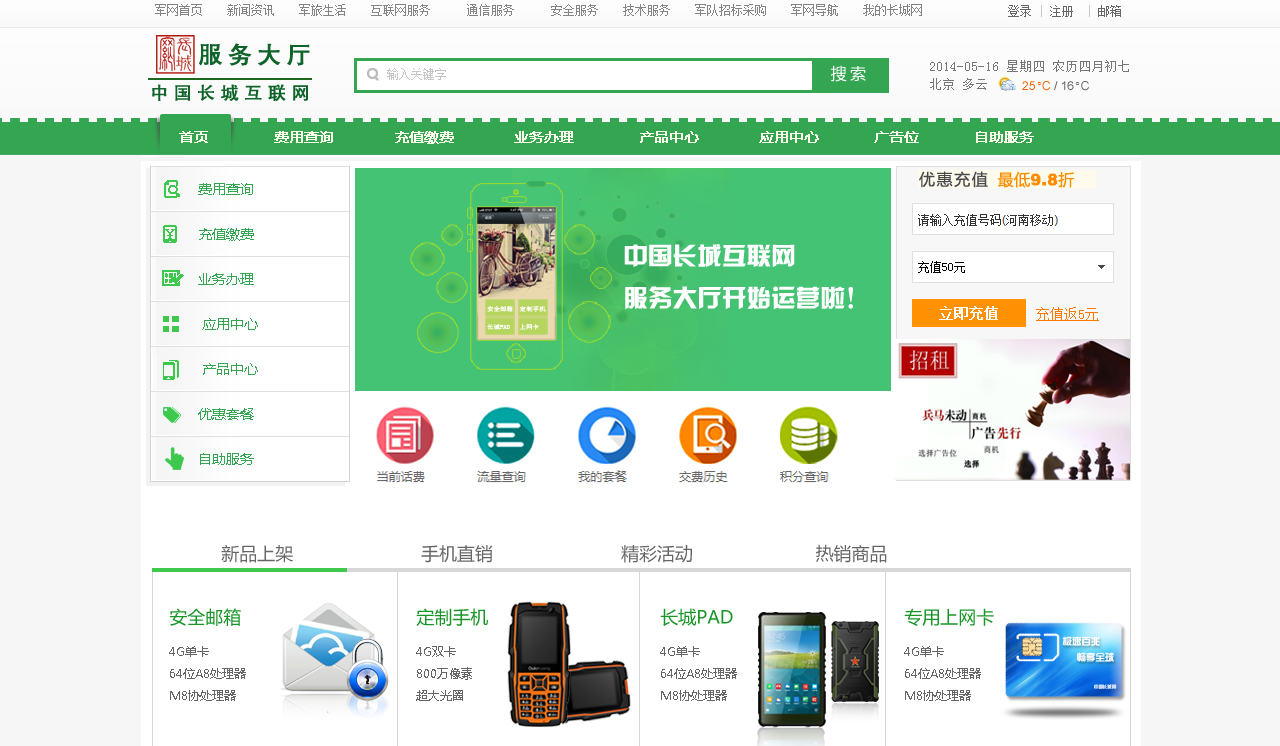 军网首页 新闻资讯 军旅生活 互联网服务 通信服务 安全服务 技术服务 军队招标采购 军网导航 我的长城网 登录 注册 邮箱
服务大厅
中国长城互联网
输入关键字 搜索
2014-05-16 星期四 农历四月初七
北京 多云 25°C / 16°C
首页 费用查询 充值缴费 业务办理 产品中心 应用中心 广告位 自助服务
费用查询
充值缴费
业务办理
应用中心
产品中心
优惠套餐
自助服务
中国长城互联网
服务大厅开始运营啦!
安全邮箱 定制手机
长城PAD 上网卡
当前话费 流量查询 我的套餐 交费历史 积分查询
优惠充值 最低9.8折
请输入充值号码(河南移动)
充值50元
立即充值 充值返5元
招租
兵马未动 商机
广告先行
选择广告位 商机
选择
新品上架 手机直销 精彩活动 热销商品
安全邮箱
4G单卡
64位A8处理器
M8协处理器
定制手机
4G双卡
800万像素
超大光圈
长城PAD
4G单卡
64位A8处理器
M8协处理器
专用上网卡
4G单卡
64位A8处理器
M8协处理器
极速百兆
畅享全球
中国长城网